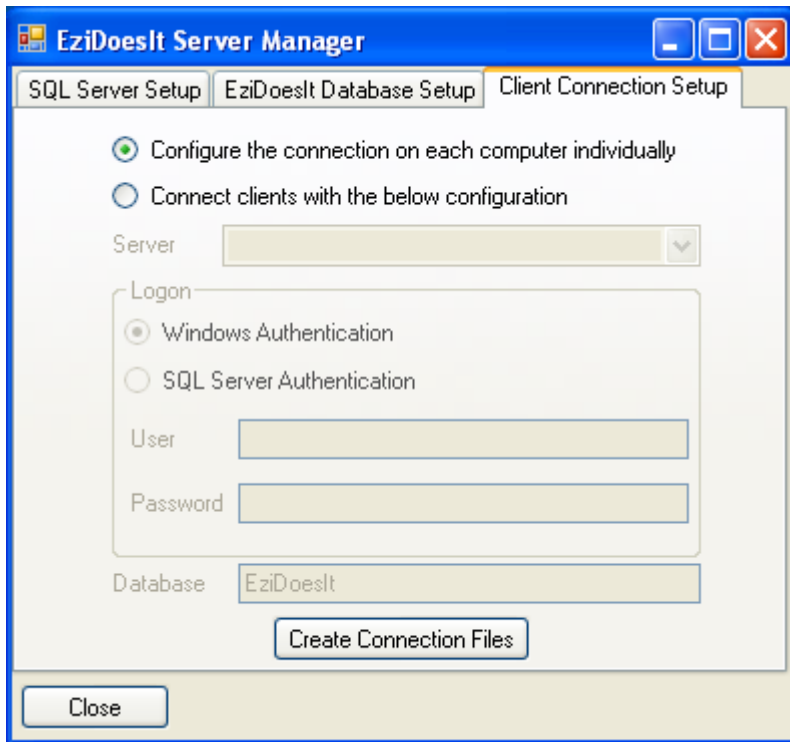 EziDoesIt Server Manager
SQL Server Setup EziDoesIt Database Setup Client Connection Setup
Configure the connection on each computer individually
Connect clients with the below configuration
Server
Logon
Windows Authentication
SQL Server Authentication
User
Password
Database EziDoesIt
Create Connection Files
Close